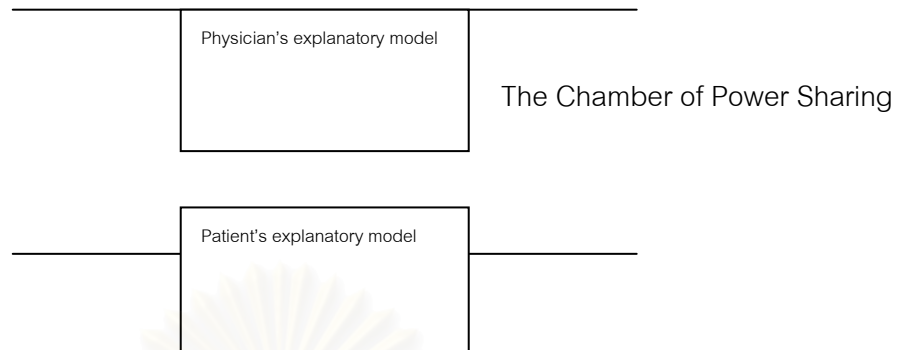 Physician's explanatory model
The Chamber of Power Sharing
Patient's explanatory model